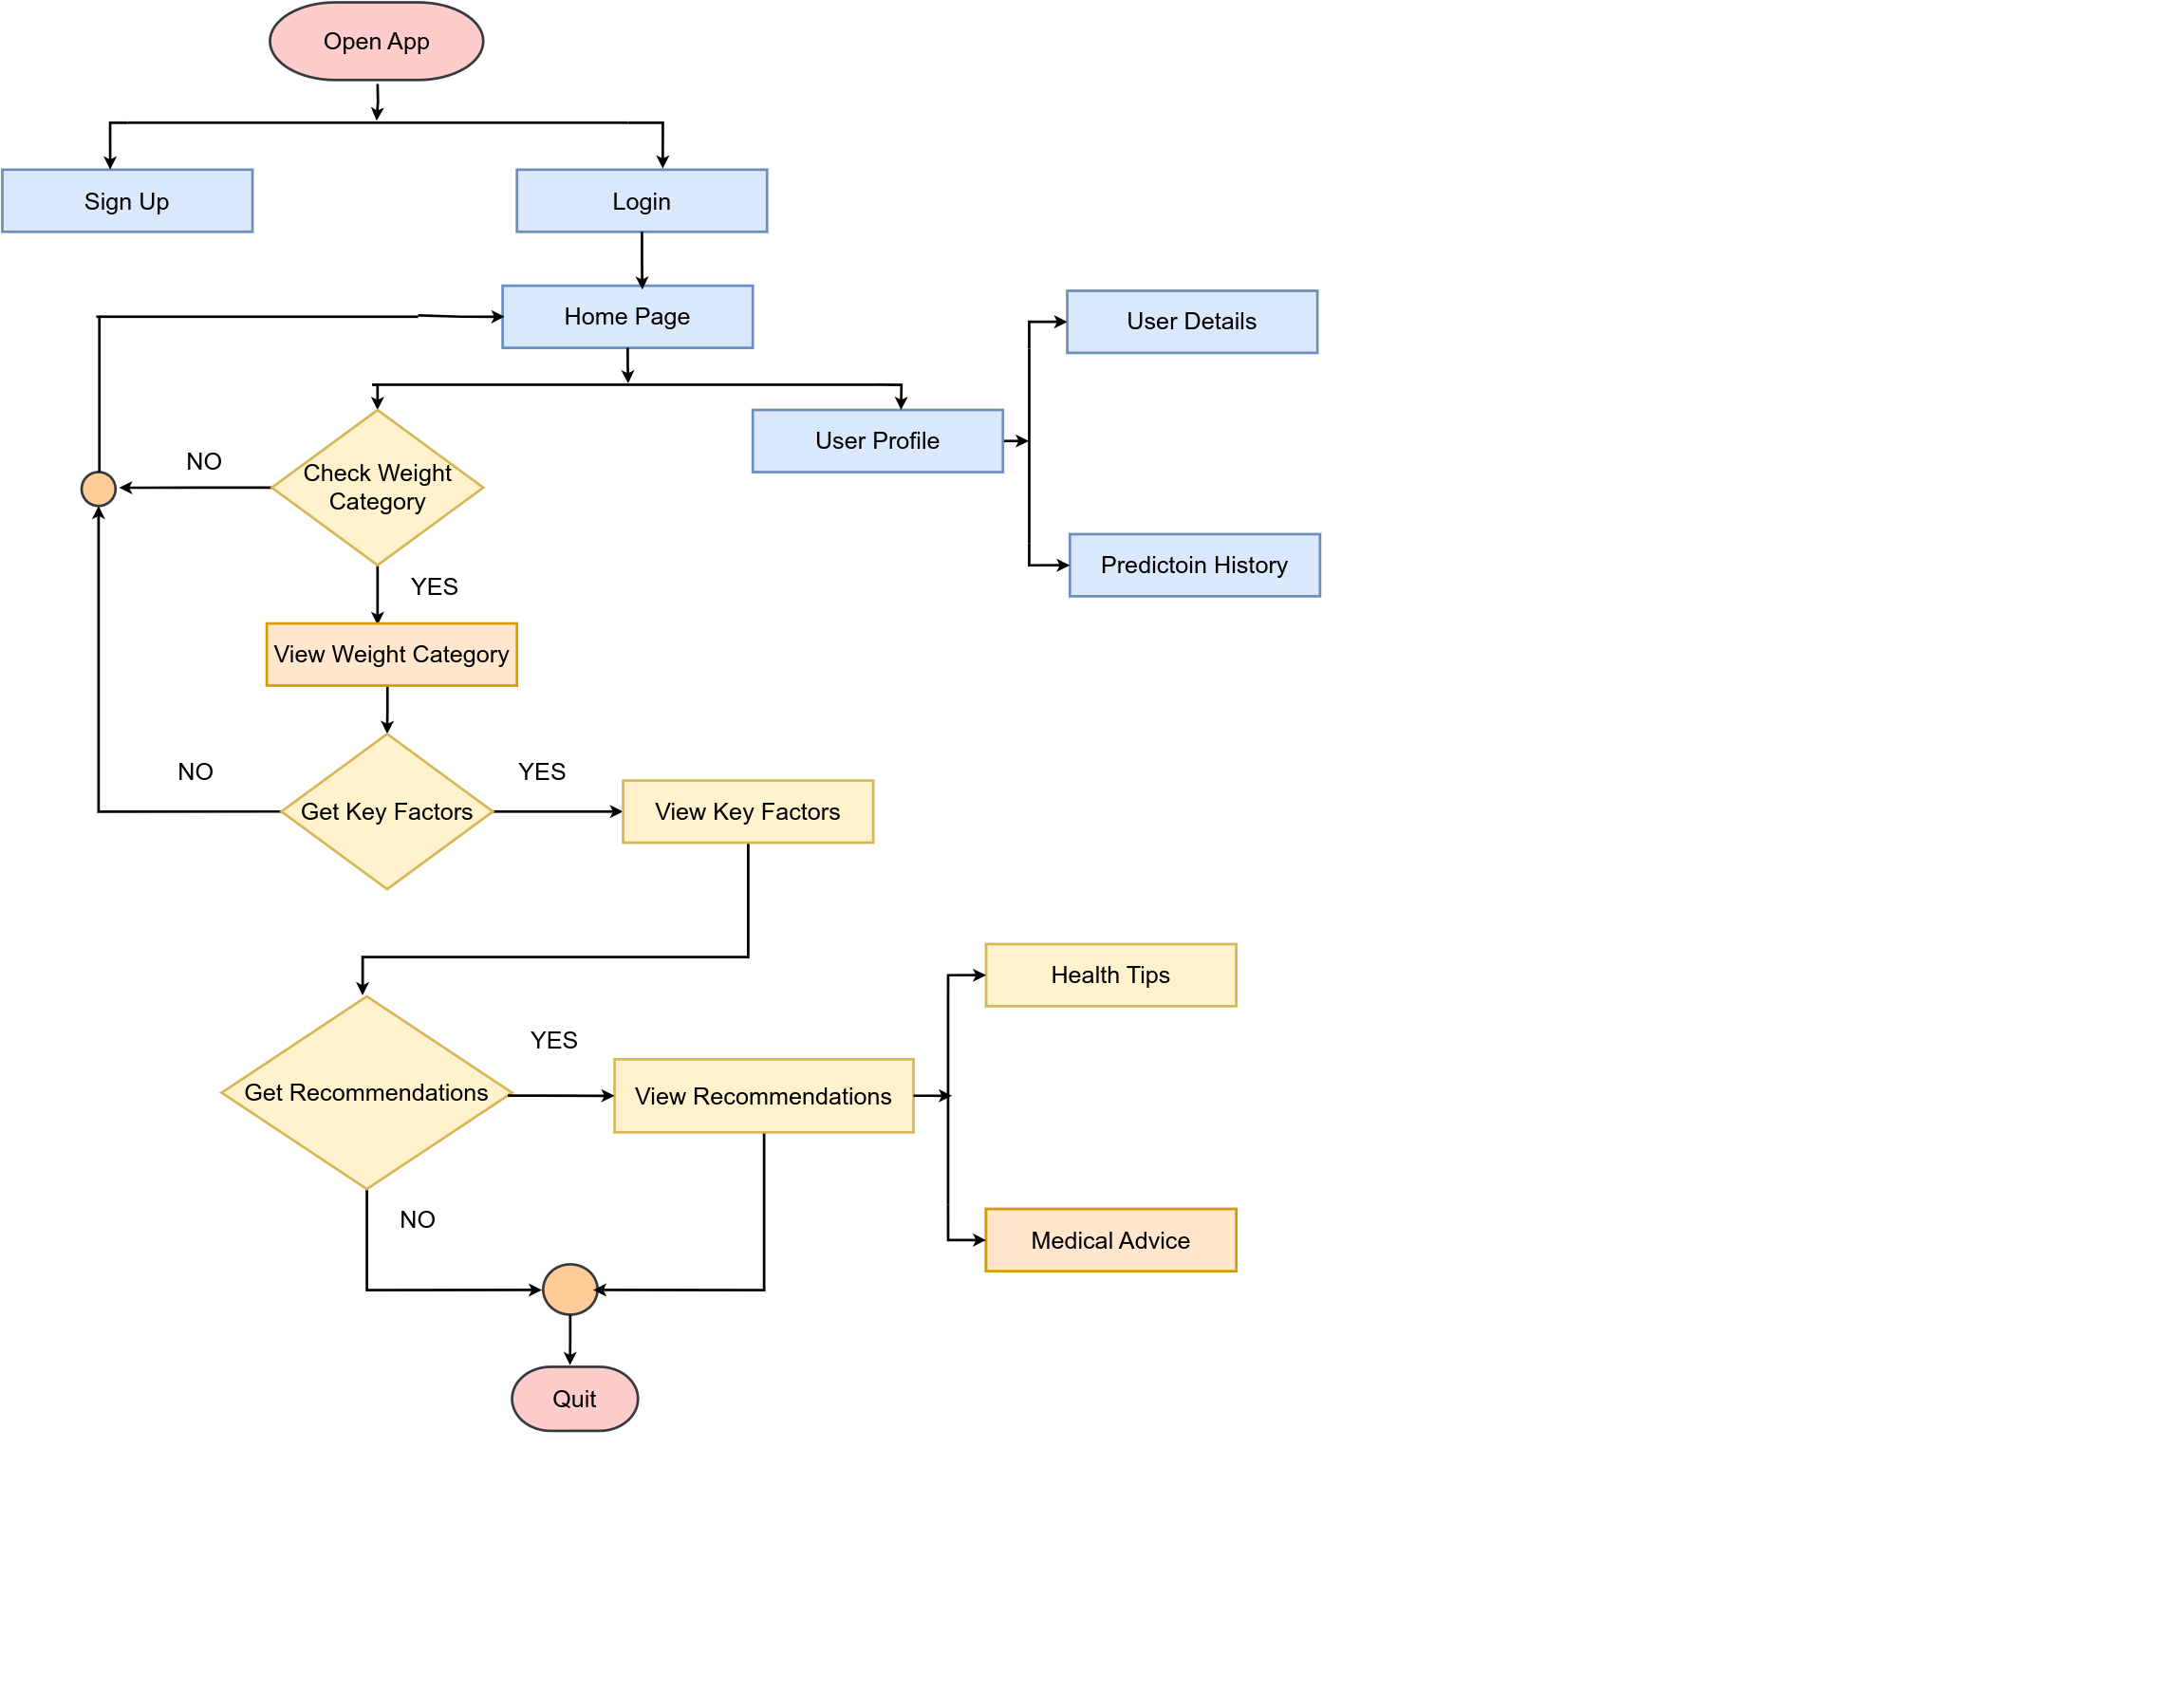 Open App
Sign Up
Login
Home Page
User Details
User Profile
NO
Check Weight
Category
Predictoin History
YES
View Weight Category
NO
YES
Get Key Factors
View Key Factors
Health Tips
YES
Get Recommendations
View Recommendations
NO
Medical Advice
Quit